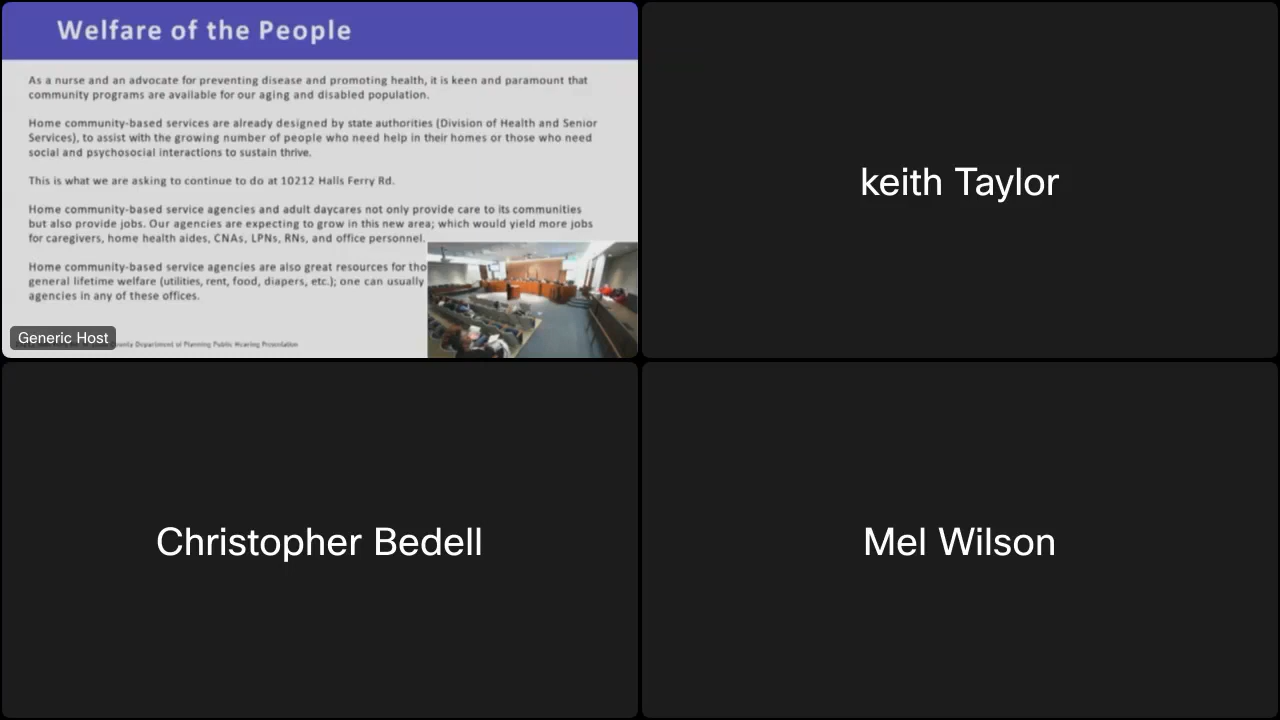 Welfare of the People
As a nurse and an advocate for preventing disease and promoting health, it is keen and paramount that
community programs are available for our aging and disabled population.
Home community-based services are already designed by state authorities (Division of Health and Senior
Services), to assist with the growing number of people who need help in their homes or those who need
social and psychosocial interactions to sustain thrive.
This is what we are asking to continue to do at 10212 Halls Ferry Rd.
Home community-based service agencies and adult daycares not only provide care to its communities
but also provide jobs. Our agencies are expecting to grow in this new area; which would yield more jobs
for caregivers, home health aides, CNAs, LPNs, RNs, and office personnel.
Home community-based service agencies are also great resources for tho
general lifetime welfare (utilities, rent, food, diapers, etc.); one can usually
agencies in any of these offices.
Generic Host
Department of Planning Public Hearing Presentation
keith Taylor
Christopher Bedell
Mel Wilson